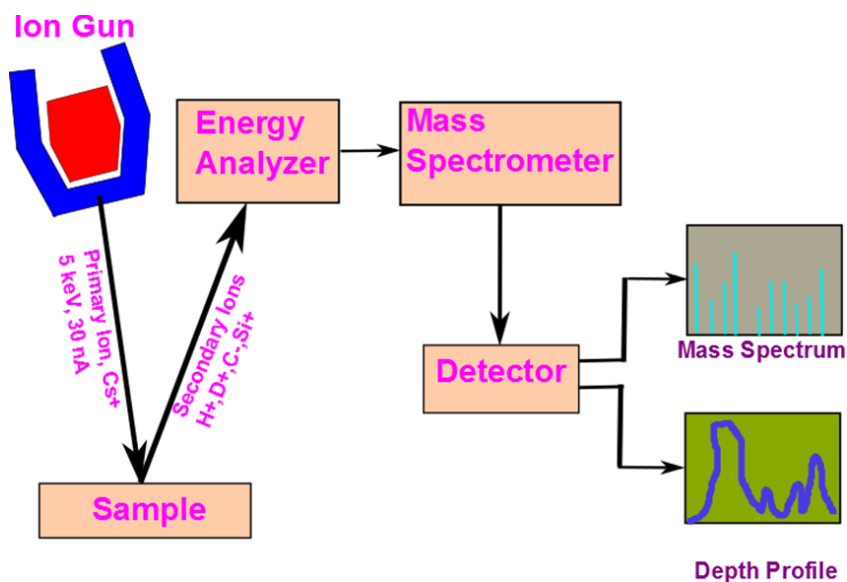 Ion Gun
Energy
Analyzer
Mass
Spectrometer
Primary Ion, Cs+
5 keV, 30 nA
Secondary Ions
H+,D+,C-,Si+
Detector
Mass Spectrum
Sample
Depth Profile